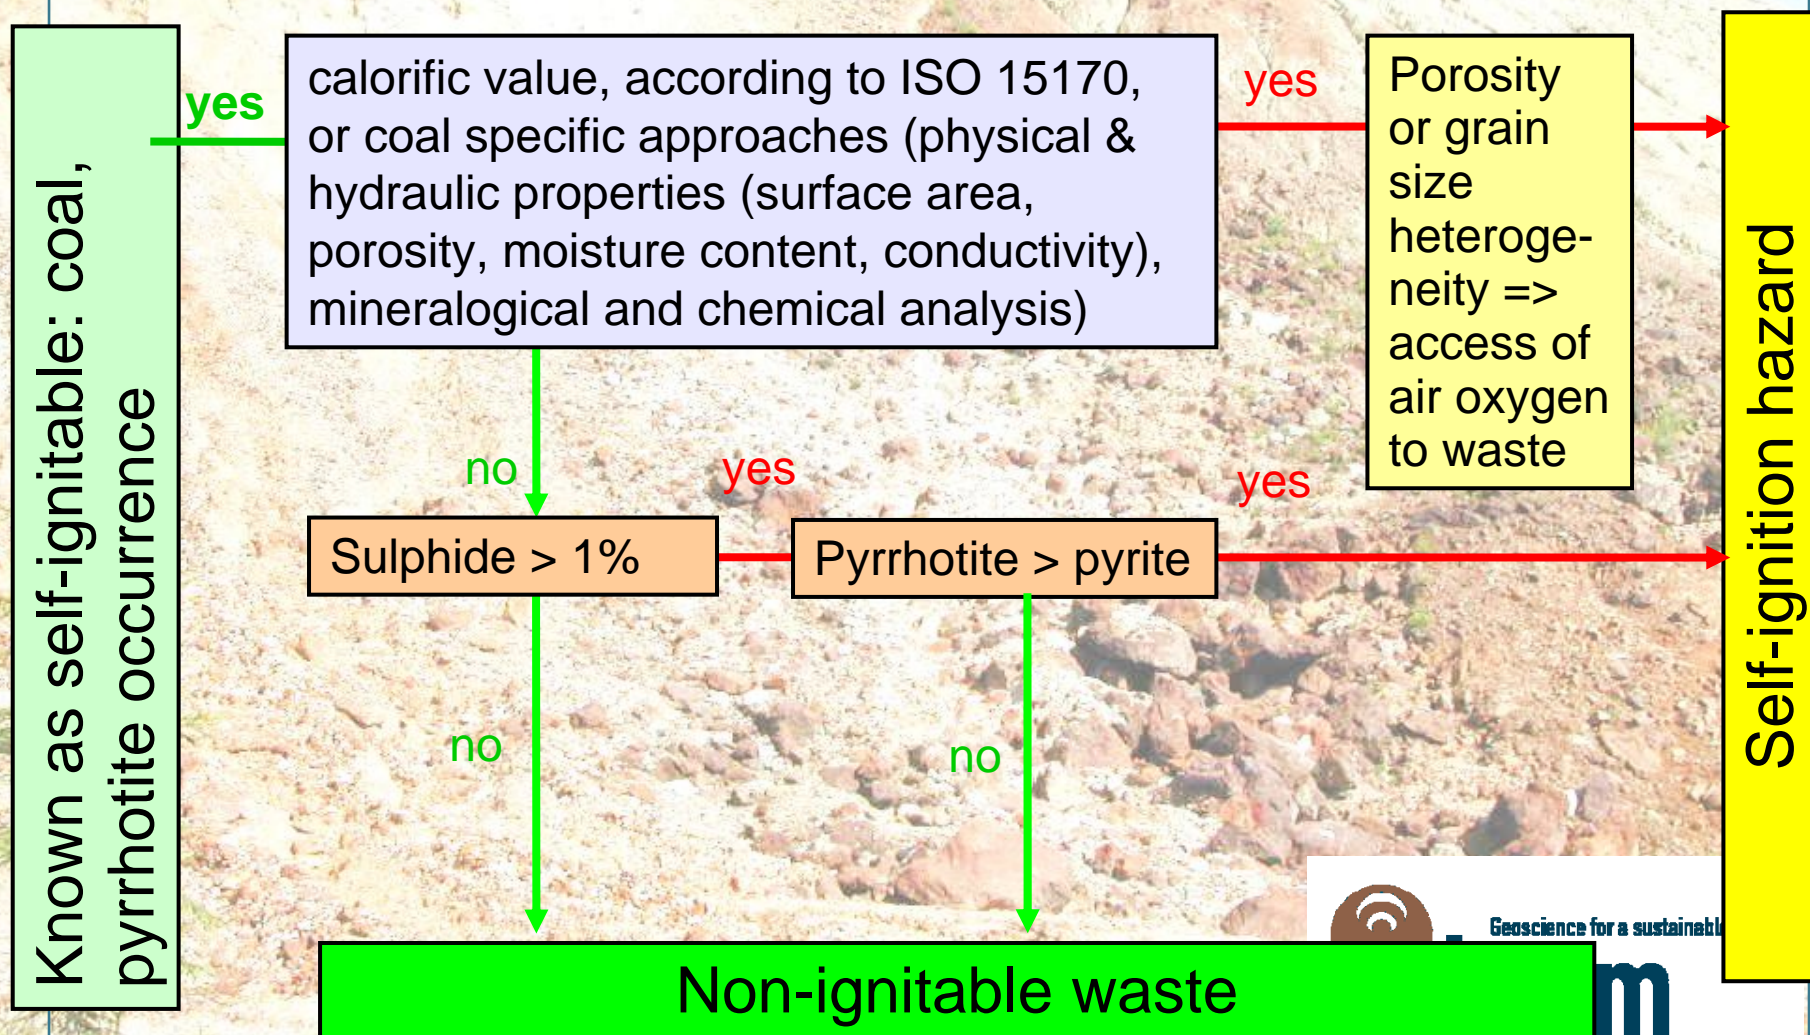 Known as self-ignitable: coal,
pyrrhotite occurrence
yes
calorific value, according to ISO 15170,
or coal specific approaches (physical &
hydraulic properties (surface area,
porosity, moisture content, conductivity),
mineralogical and chemical analysis)
yes
Porosity
or grain
size
heteroge-
neity =>
access of
air oxygen
to waste
Self-ignition hazard
no
yes
yes
Sulphide > 1%
Pyrrhotite > pyrite
no
no
Geoscience for a sustainabl
Non-ignitable waste